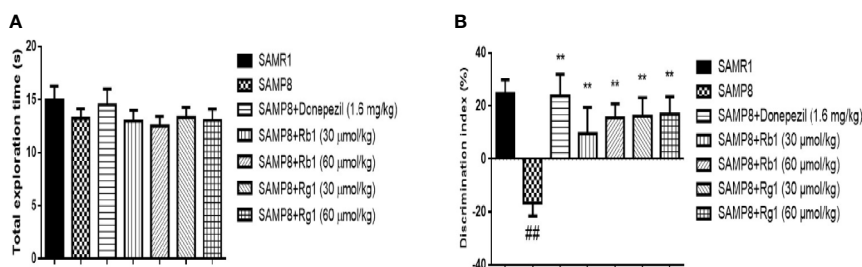 A
Total exploration time (s)
20
15
10
5
0
SAMR1
SAMP8
SAMP8+Donepezil (1.6 mg/kg)
SAMP8+Rb1 (30 μmol/kg)
SAMP8+Rb1 (60 μmol/kg)
SAMP8+Rg1 (30 μmol/kg)
SAMP8+Rg1 (60 μmol/kg)
B
Discrimination index (%)
40
20
0
-20
-40
**
**
**
**
**
##
SAMR1
SAMP8
SAMP8+Donepezil (1.6 mg/kg)
SAMP8+Rb1 (30 μmol/kg)
SAMP8+Rb1 (60 μmol/kg)
SAMP8+Rg1 (30 μmol/kg)
SAMP8+Rg1 (60 μmol/kg)